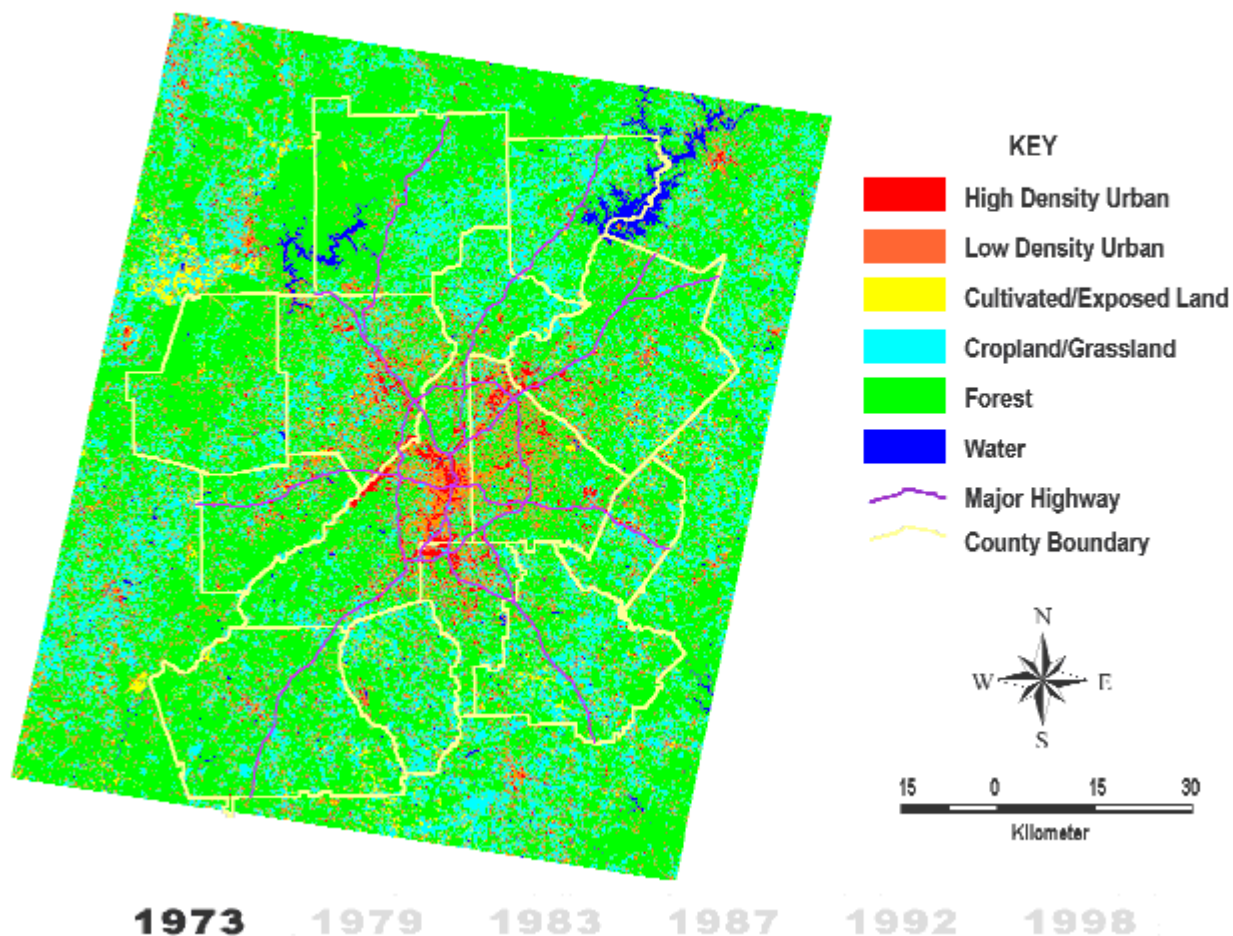 KEY
High Density Urban
Low Density Urban
Cultivated/Exposed Land
Cropland/Grassland
Forest
Water
Major Highway
County Boundary
N
W E
S
15 0 15 30
Kilometer
1973 1979 1983 1987 1992 1998